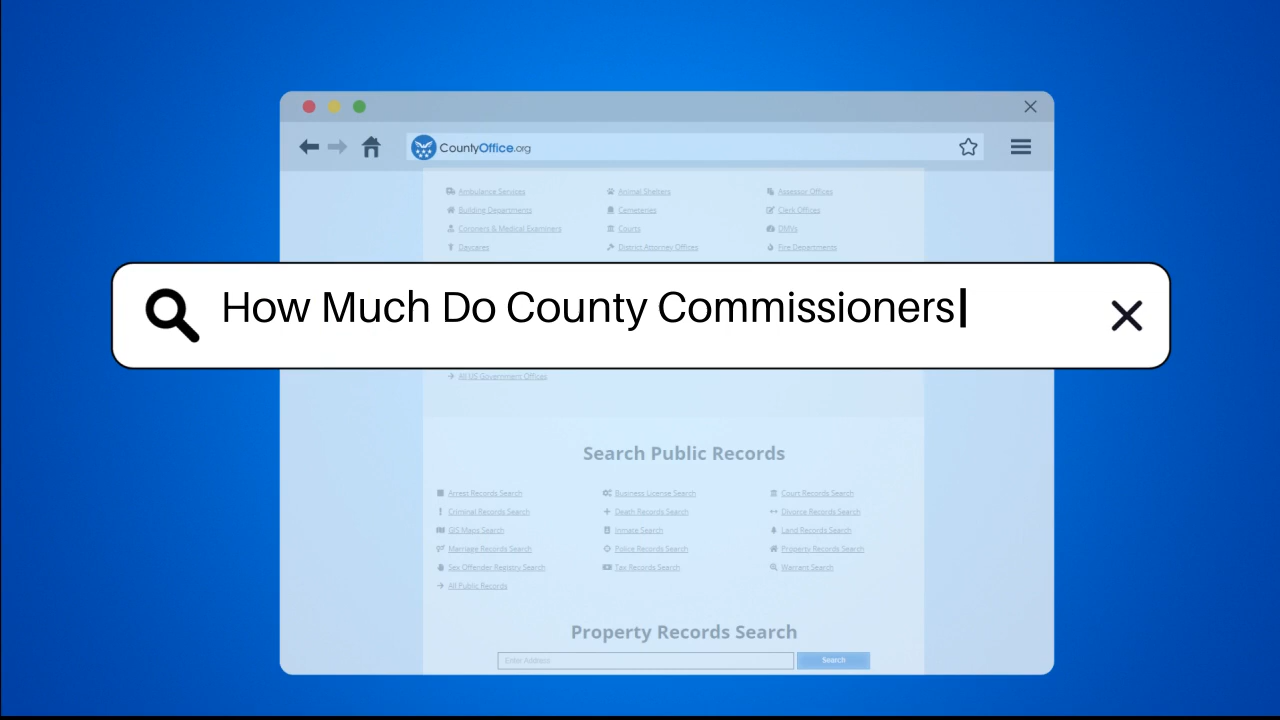 CountyOffice.org
Ambulance Services Animal Shelters Assessor Offices
Building Departments Cemeteries Clerk Offices
Coroners & Medical Examiners Courts DMVs
Daycares District Attorney Offices Fire Departments
How Much Do County Commissioners
All US Government Offices
Search Public Records
Arrest Records Search Business License Search Court Records Search
Criminal Records Search Death Records Search Divorce Records Search
GIS Maps Search Inmate Search Land Records Search
Marriage Records Search Police Records Search Property Records Search
Sex Offender Registry Search Tax Records Search Warrant Search
All Public Records
Property Records Search
Enter Address Search